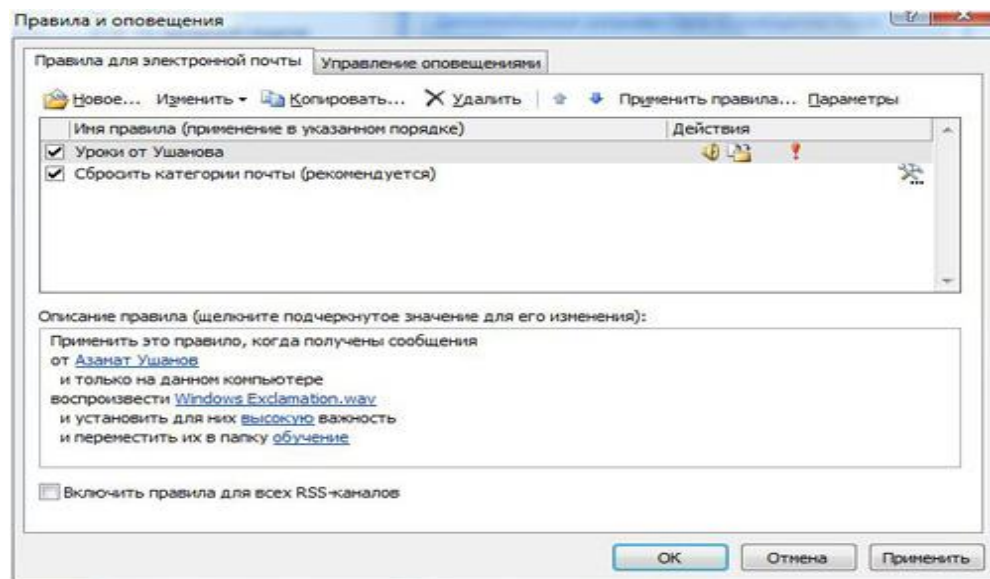 Правила и оповещения
Правила для электронной почты Управление оповещениями
Новое... Изменить Копировать... Удалить Применить правила... Параметры
Имя правила (применение в указанном порядке) Действия
Уроки от Ушанова
Сбросить категории почты (рекомендуется)
Описание правила (щелкните подчеркнутое значение для его изменения):
Применить это правило, когда получены сообщения
от Азамат Ушанов
и только на данном компьютере
воспроизвести Windows Exclamation.wav
и установить для них высокую важность
и переместить их в папку обучение
Включить правила для всех RSS-каналов
ОК Отмена Применить